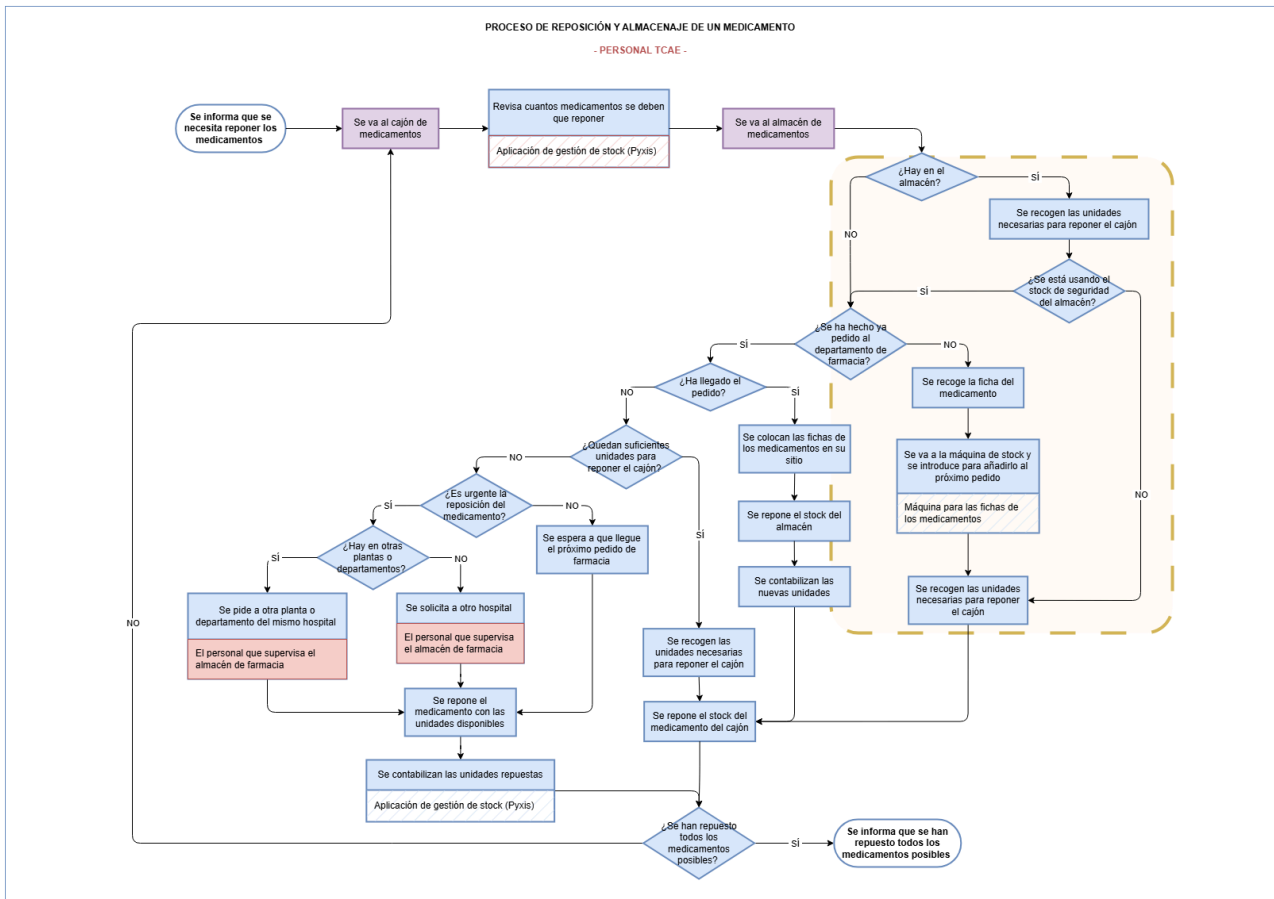 PROCESO DE REPOSICIÓN Y ALMACENAJE DE UN MEDICAMENTO
- PERSONAL TCAE -
Se informa que se
necesita reponer los
medicamentos
Se va al cajón de
medicamentos
Revisa cuantos medicamentos se deben
que reponer
Aplicación de gestión de stock (Pyxis)
Se va al almacén de
medicamentos
¿Hay en el
almacén?
SÍ
NO
Se recogen las unidades
necesarias para reponer el cajón
¿Se está usando el
stock de seguridad
del almacén?
SÍ
NO
¿Se ha hecho ya
pedido al
departamento de
farmacia?
SÍ
NO
¿Ha llegado el
pedido?
NO
SÍ
Se recoge la ficha del
medicamento
Se va a la máquina de stock y
se introduce para añadirlo al
próximo pedido
Máquina para las fichas de
los medicamentos
Se recogen las unidades
necesarias para reponer
el cajón
Se colocan las fichas de
los medicamentos en su
sitio
Se repone el stock del
almacén
Se contabilizan las
nuevas unidades
¿Quedan suficientes
unidades para
reponer el cajón?
NO
SÍ
¿Es urgente la
reposición del
medicamento?
SÍ
NO
Se espera a que llegue
el próximo pedido de
farmacia
¿Hay en otras
plantas o
departamentos?
SÍ
NO
Se pide a otra planta o
departamento del mismo hospital
El personal que supervisa el
almacén de farmacia
Se solicita a otro hospital
El personal que supervisa
el almacén de farmacia
Se recogen las
unidades necesarias
para reponer el cajón
Se repone el
medicamento con las
unidades disponibles
Se repone el stock del
medicamento del cajón
Se contabilizan las unidades repuestas
Aplicación de gestión de stock (Pyxis)
¿Se han repuesto
todos los
medicamentos
posibles?
NO
SÍ
Se informa que se han
repuesto todos los
medicamentos posibles